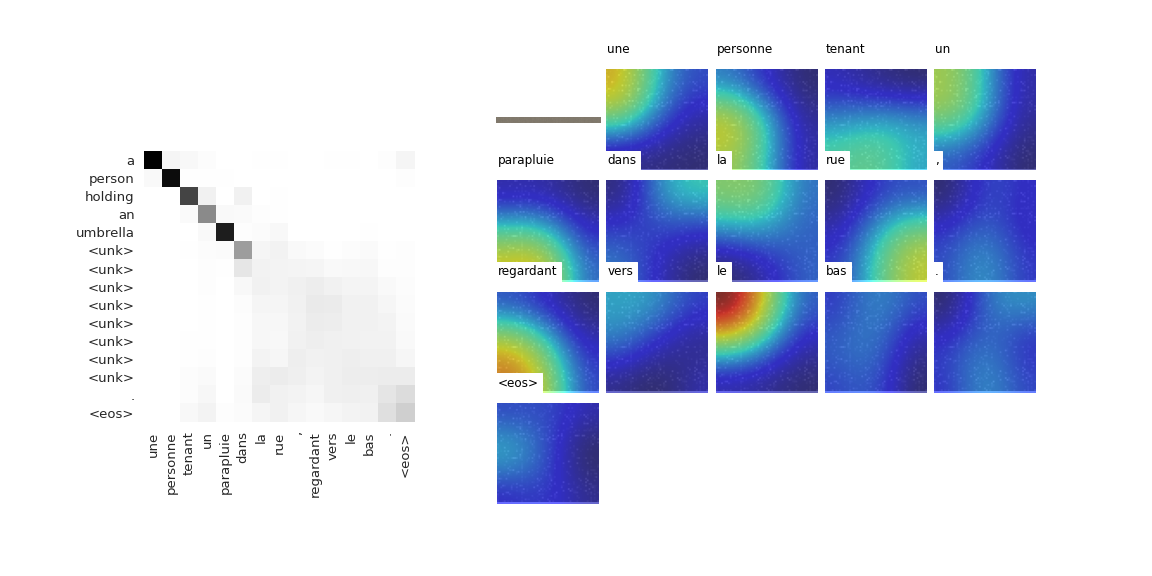 a
person
holding
an
umbrella
<unk>
<unk>
<unk>
<unk>
<unk>
<unk>
<unk>
<unk>
.
<eos>
une
personne
tenant
un
parapluie
dans
la
rue
,
regardant
vers
le
bas
.
<eos>
une personne tenant un
parapluie dans la rue ,
regardant vers le bas .
<eos>